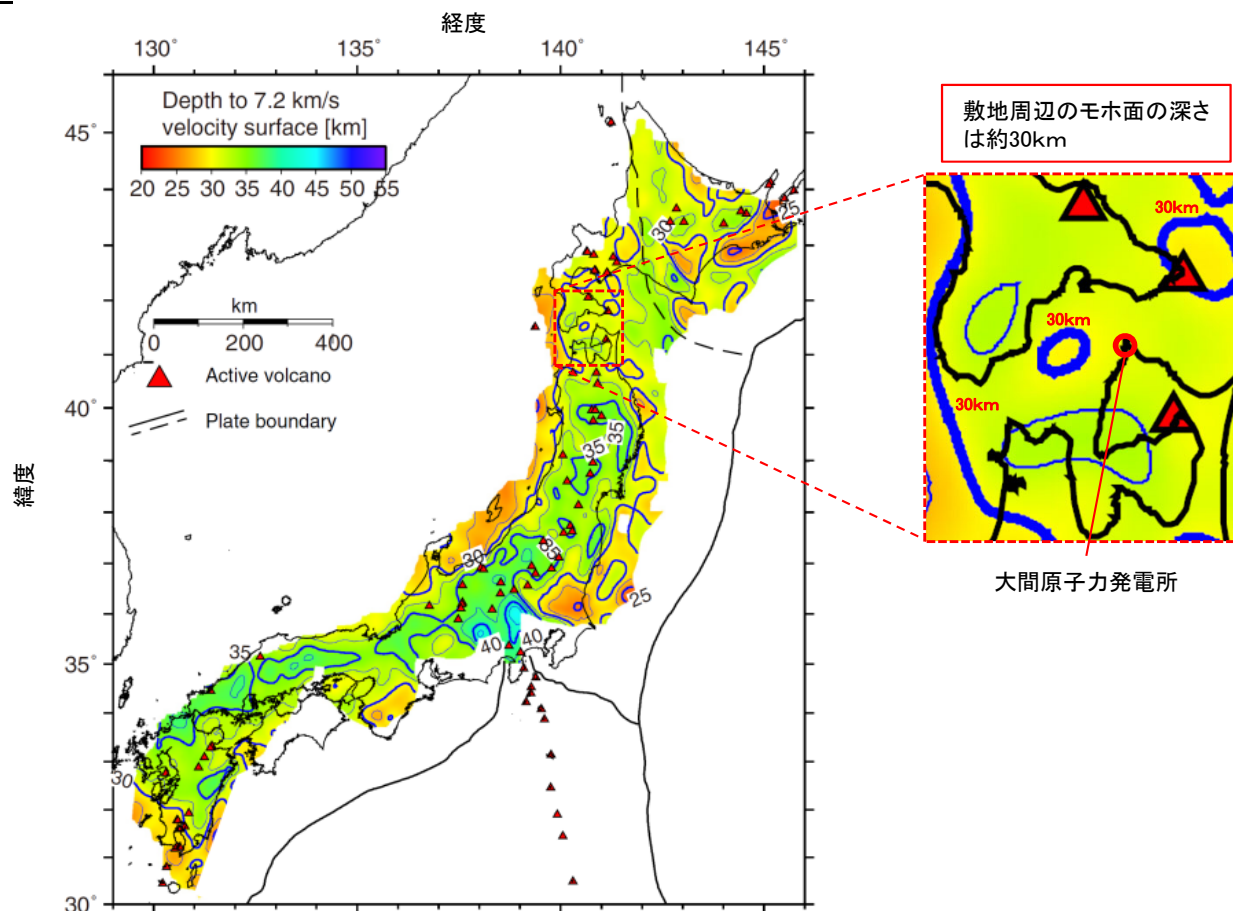 経度
130°
135°
140°
145°
Depth to 7.2 km/s
velocity surface [km]
20 25 30 35 40 45 50 55
km
0 200 400
Active volcano
Plate boundary
45°
40°
35°
30°
緯度
25
30
35
35
35
30
25
40
40
35
30
敷地周辺のモホ面の深さ
は約30km
30km
30km
30km
大間原子力発電所